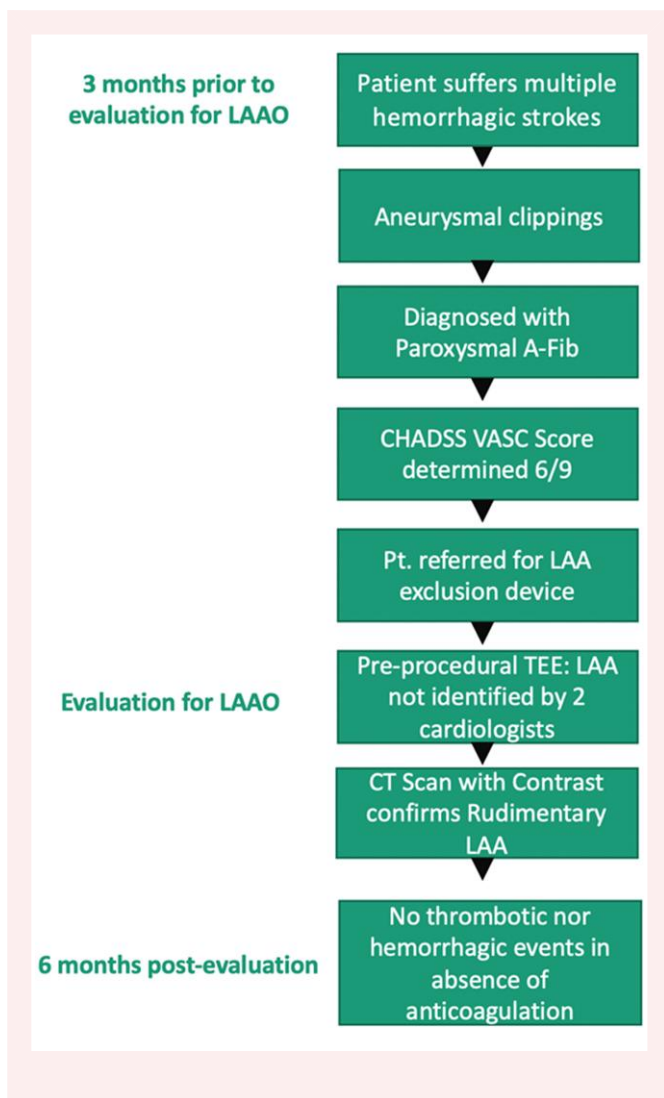 3 months prior to
evaluation for LAAO
Patient suffers multiple
hemorrhagic strokes
Aneurysmal clippings
Diagnosed with
Paroxysmal A-Fib
CHADSS VASC Score
determined 6/9
Pt. referred for LAA
exclusion device
Evaluation for LAAO
Pre-procedural TEE: LAA
not identified by 2
cardiologists
CT Scan with Contrast
confirms Rudimentary
LAA
6 months post-evaluation
No thrombotic nor
hemorrhagic events in
absence of
anticoagulation